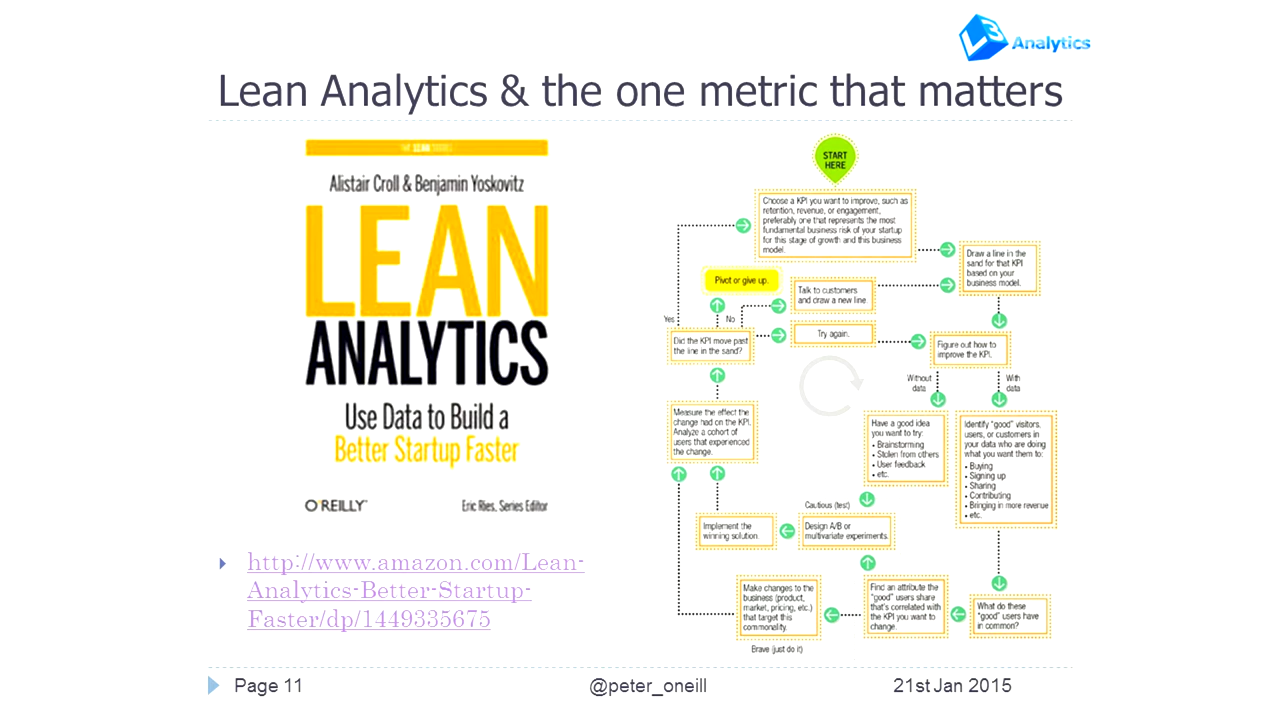 L3 Analytics
Lean Analytics & the one metric that matters
THE LEAN SERIES
Alistair Croll & Benjamin Yoskovitz
LEAN
ANALYTICS
Use Data to Build a
Better Startup Faster
O'REILLY
Eric Ries, Series Editor
http://www.amazon.com/Lean-
Analytics-Better-Startup-
Faster/dp/1449335675
START
HERE
Choose a KPI you want to improve, such as
retention, revenue, or engagement,
preferably one that represents the most
fundamental business risk of your startup
for this stage of growth and this business
model.
Draw a line in the
sand for that KPI
based on your
business model.
Pivot or give up.
Talk to customers
and draw a new line.
Yes
No
Try again.
Did the KPI move past
the line in the sand?
Figure out how to
improve the KPI.
Without
data
With
data
Measure the effect the
change had on the KPI.
Analyze a cohort of
users that experienced
the change.
Have a good idea
you want to try:
• Brainstorming
• Stolen from others
• User feedback
• etc.
Identify "good" visitors,
users, or customers in
your data who are doing
what you want them to:
• Buying
• Signing up
• Sharing
• Contributing
• Bringing in more revenue
• etc.
Cautious (test)
Implement the
winning solution.
Design A/B or
multivariate experiments.
Make changes to the
business (product,
market, pricing, etc.)
that target this
commonality.
Find an attribute the
"good" users share
that's correlated with
the KPI you want to
change.
What do these
"good" users have
in common?
Brave (just do it)
Page 11
@peter_oneill
21st Jan 2015